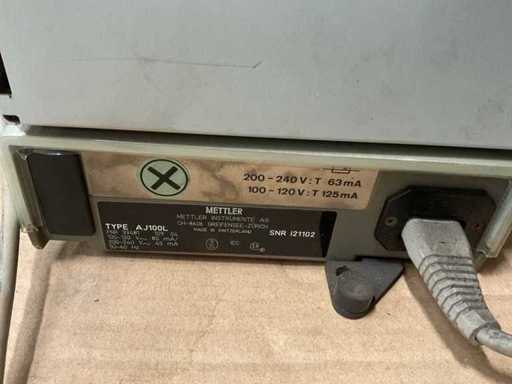 200-240 V : T 63mA
100-120 V : T 125mA
METTLER
METTLER INSTRUMENTE AG
CH-8606 GREIFENSEE-ZÜRICH
MADE IN SWITZERLAND
TYPE AJ100L
SNR I21102